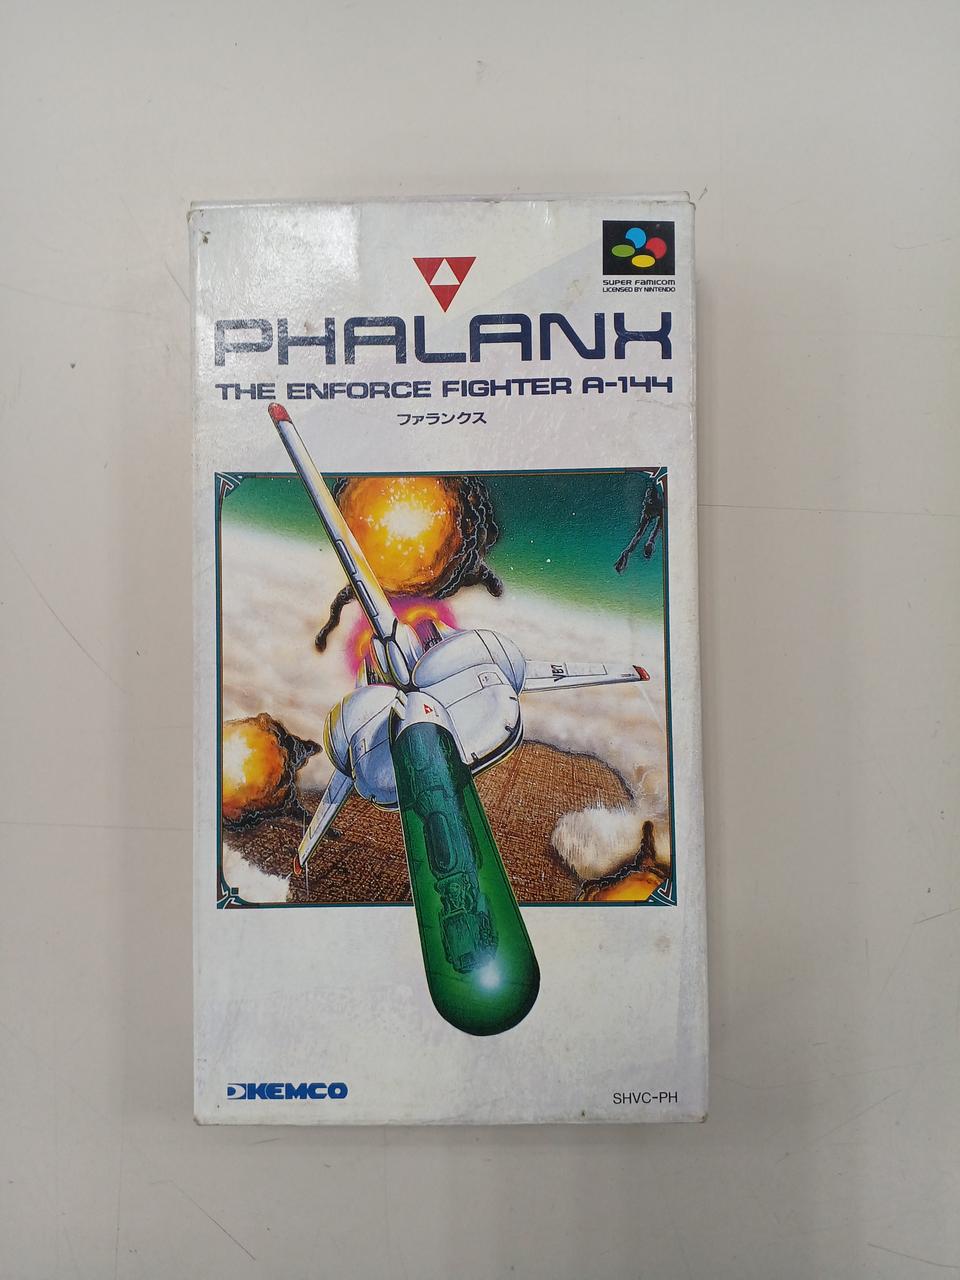 SUPER FAMICOM
LICENSED BY NINTENDO
PHALANX
THE ENFORCE FIGHTER A-144
ファランクス
VB7
KEMCO
SHVC-PH